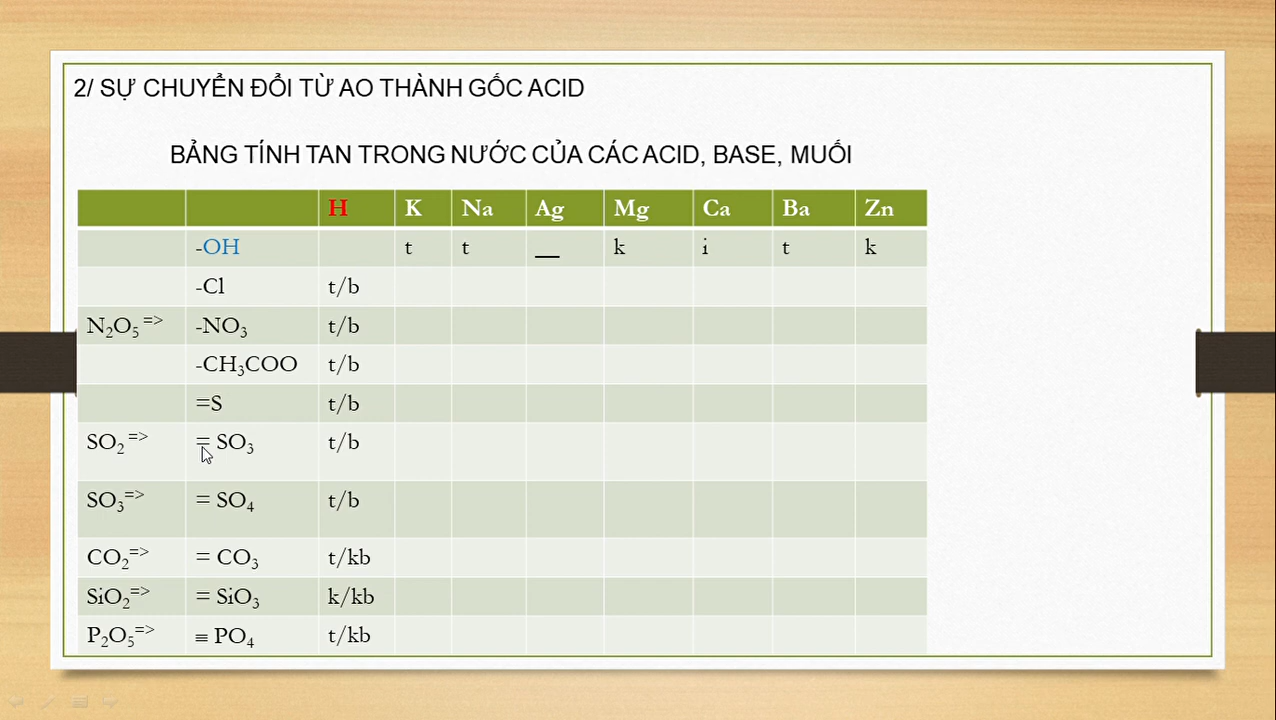 2/ SỰ CHUYỂN ĐỔI TỪ AO THÀNH GỐC ACID
BẢNG TÍNH TAN TRONG NƯỚC CỦA CÁC ACID, BASE, MUỐI
H K Na Ag Mg Ca Ba Zn
-OH t t __ k i t k
-Cl t/b
N₂O₅ => -NO₃ t/b
-CH₃COO t/b
=S t/b
SO₂ => = SO₃ t/b
SO₃=> = SO₄ t/b
CO₂=> = CO₃ t/kb
SiO₂=> = SiO₃ k/kb
P₂O₅=> ≡ PO₄ t/kb